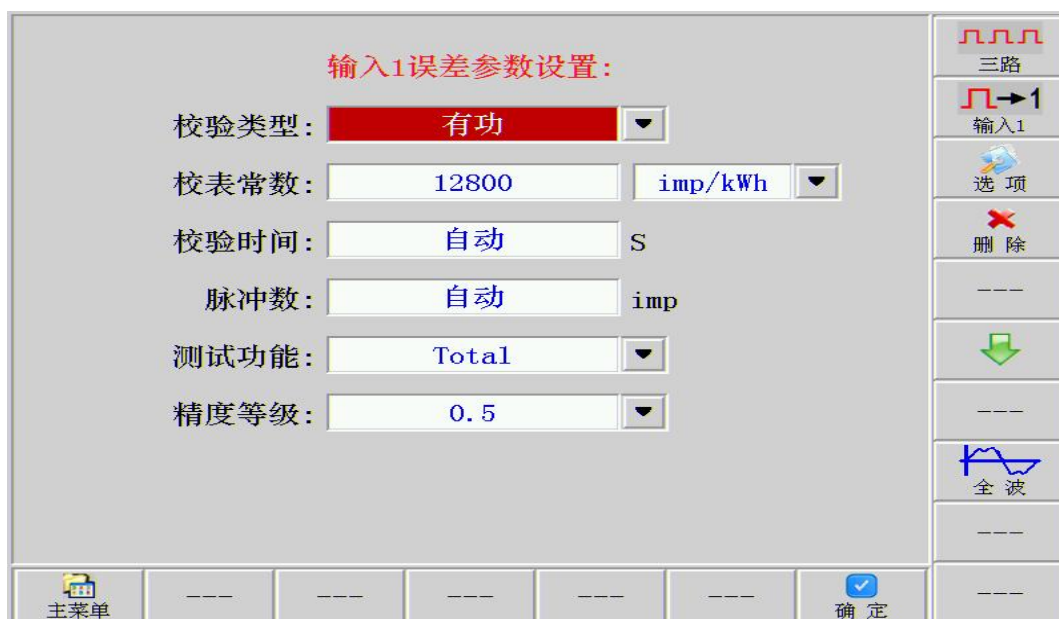 输入1误差参数设置:
校验类型: 有功
校表常数: 12800 imp/kWh
校验时间: 自动 S
脉冲数: 自动 imp
测试功能: Total
精度等级: 0.5
三路
1
输入1
选 项
删 除
---
---
全 波
---
---
主菜单 --- --- --- --- --- 确 定